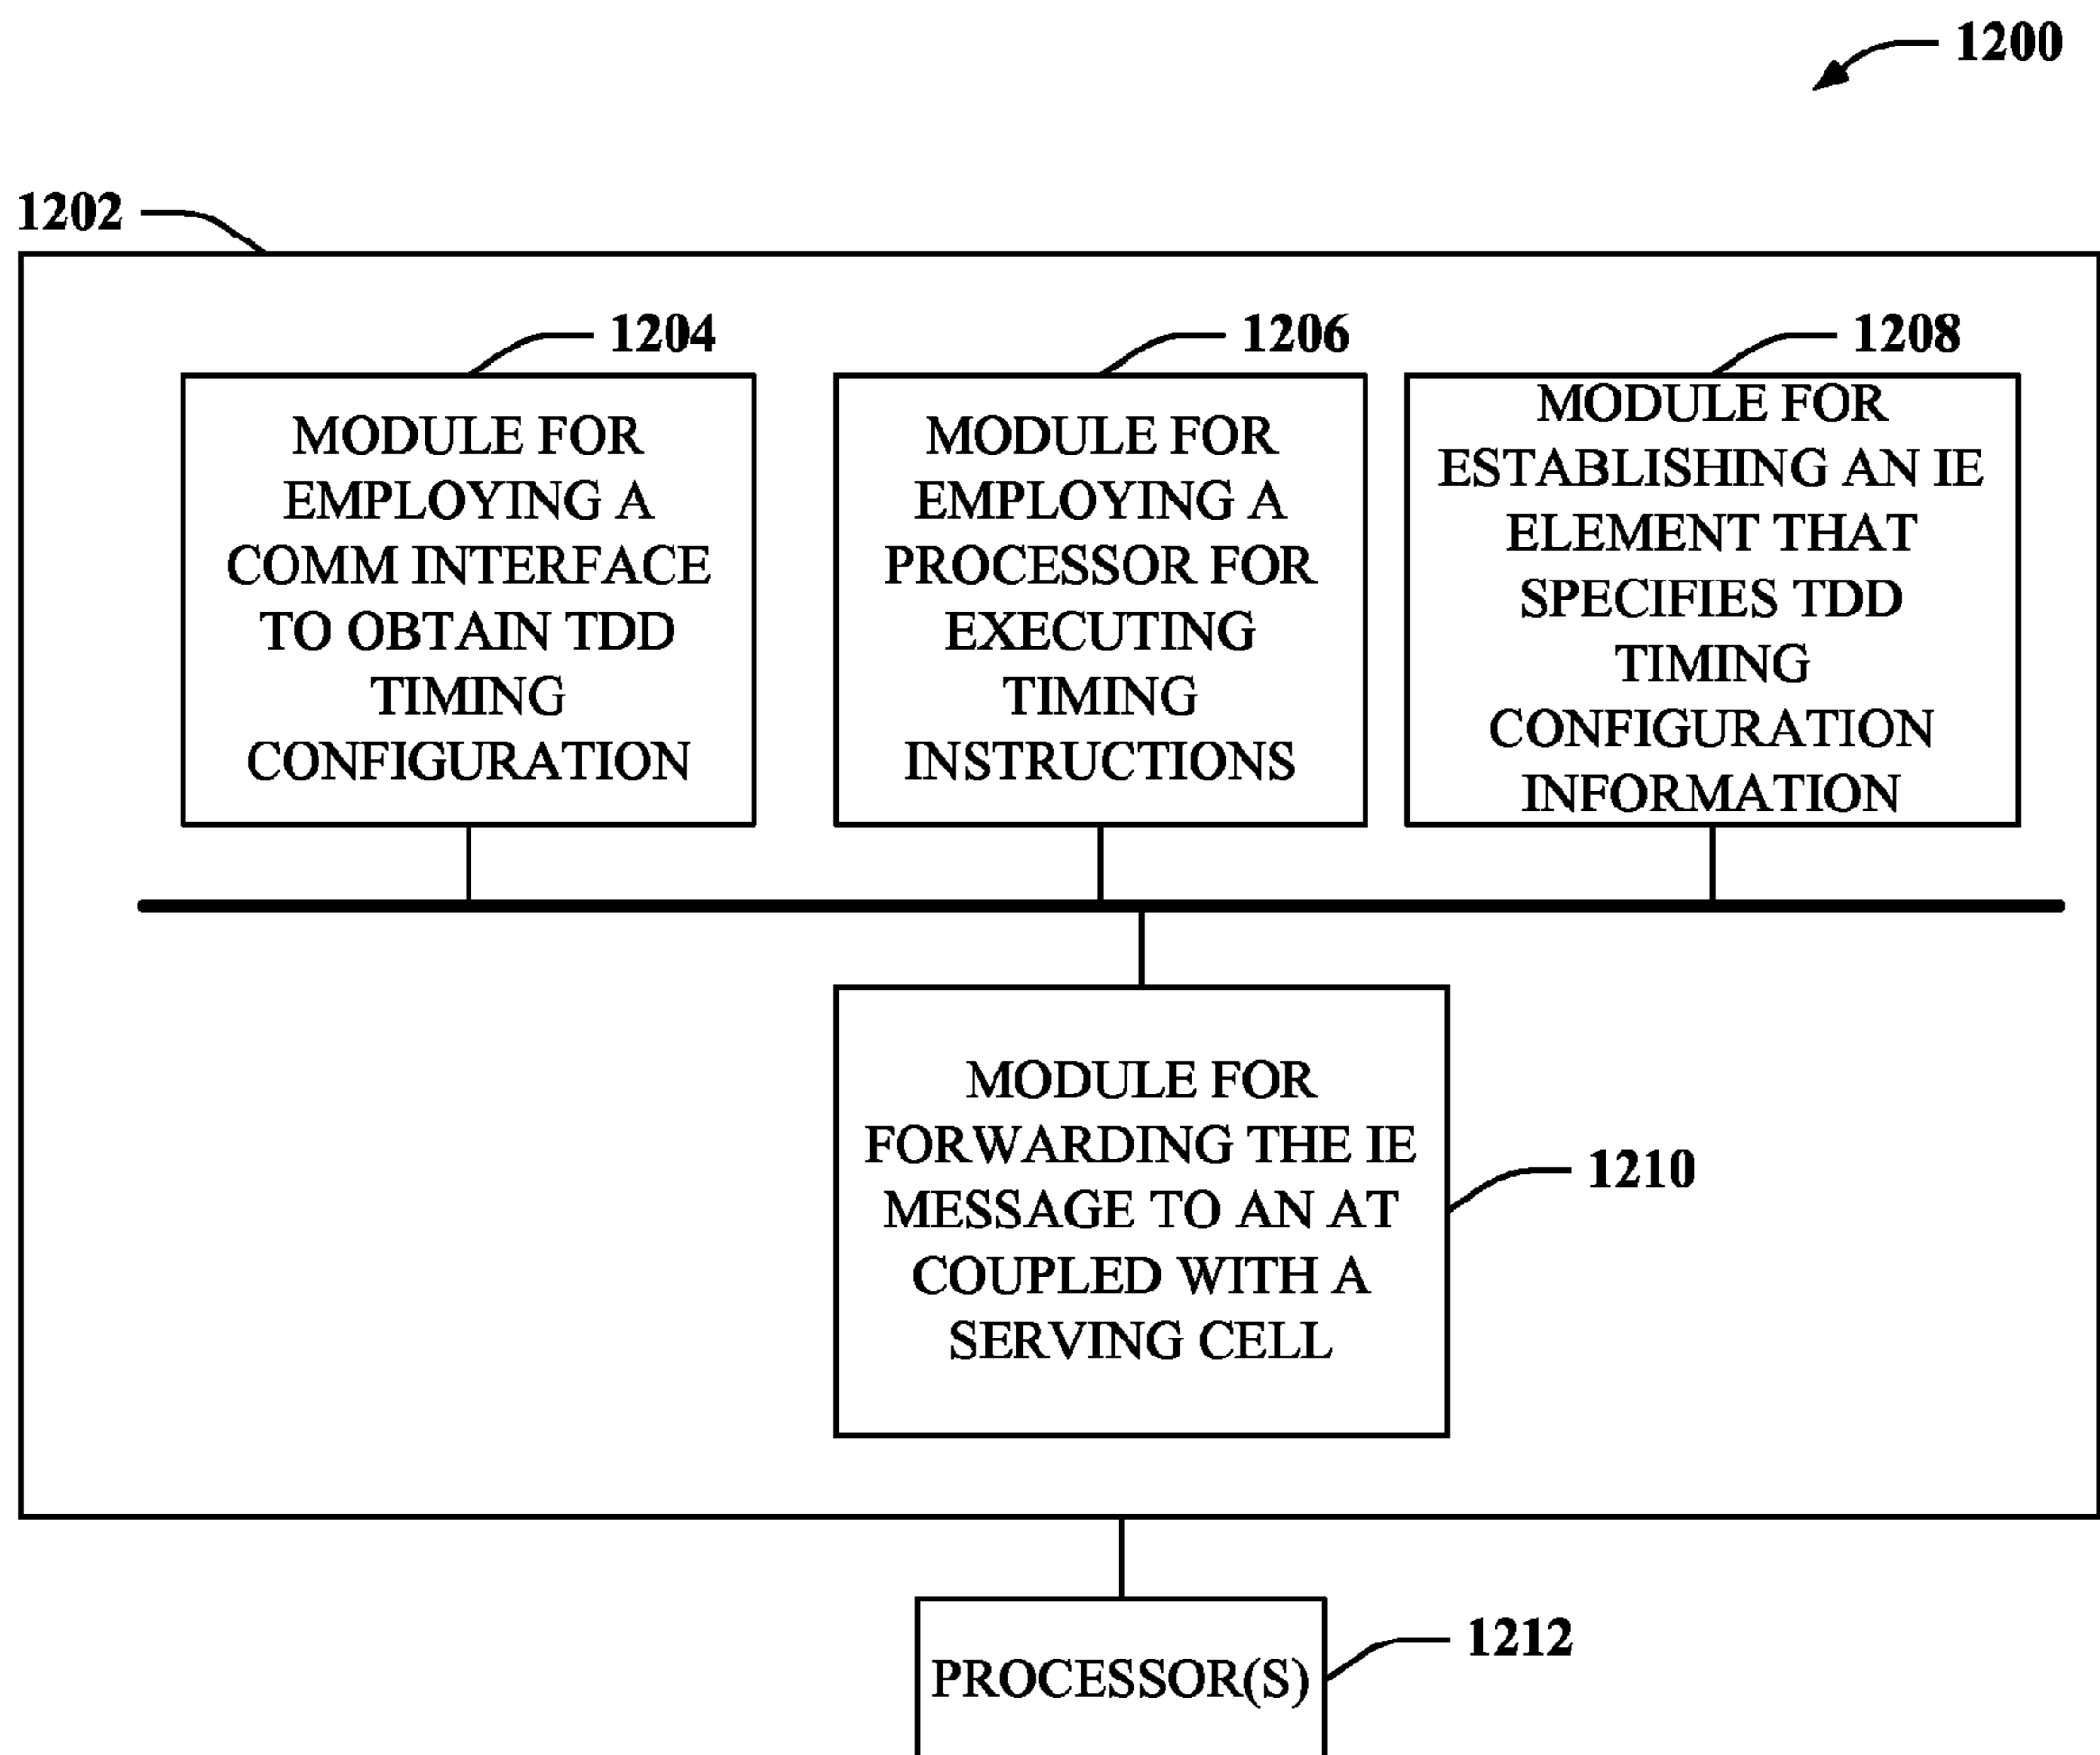 1200
1202
1204
1206
1208
MODULE FOR
EMPLOYING A
COMM INTERFACE
TO OBTAIN TDD
TIMING
CONFIGURATION
MODULE FOR
EMPLOYING A
PROCESSOR FOR
EXECUTING
TIMING
INSTRUCTIONS
MODULE FOR
ESTABLISHING AN IE
ELEMENT THAT
SPECIFIES TDD
TIMING
CONFIGURATION
INFORMATION
MODULE FOR
FORWARDING THE IE
MESSAGE TO AN AT
COUPLED WITH A
SERVING CELL
1210
1212
PROCESSOR(S)